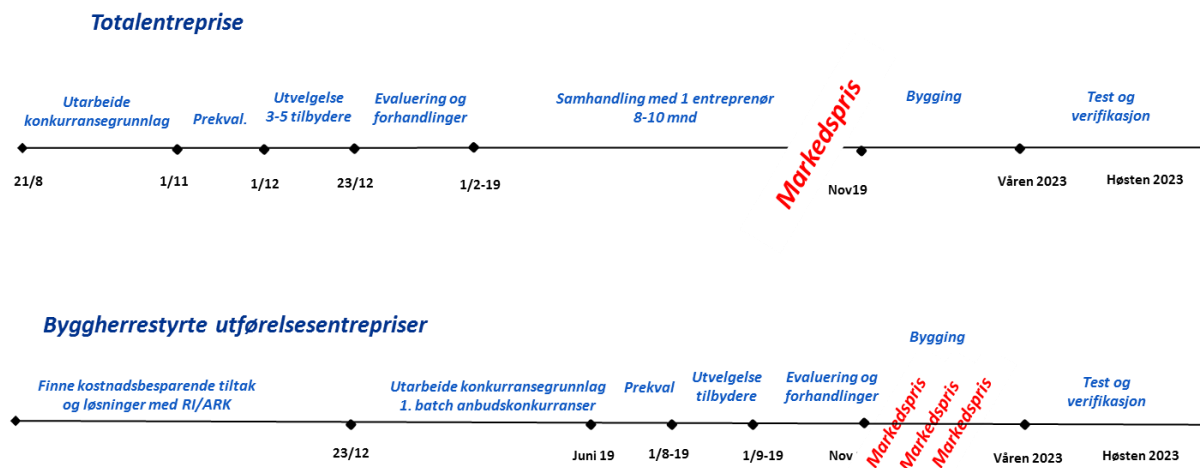 Totalentreprise
Utarbeide
konkurransegrunnlag
Prekval.
Utvelgelse
3-5 tilbydere
Evaluering og
forhandlinger
Samhandling med 1 entreprenør
8-10 mnd
Markedspris
Bygging
Test og
verifikasjon
21/8
1/11
1/12
23/12
1/2-19
Nov19
Våren 2023
Høsten 2023
Byggherrestyrte utførelsesentrepriser
Finne kostnadsbesparende tiltak
og løsninger med RI/ARK
Utarbeide konkurransegrunnlag
1. batch anbudskonkurranser
Prekval
Utvelgelse
tilbydere
Evaluering og
forhandlinger
Bygging
Markedspris
Markedspris
Markedspris
Test og
verifikasjon
23/12
Juni 19
1/8-19
1/9-19
Nov
Våren 2023
Høsten 2023